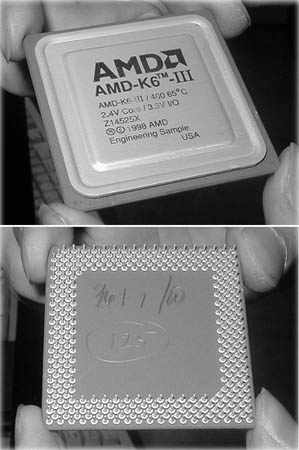 AMD
AMD-K6™-III
AMD-K6-III / 400 65°C
2.4V Core / 3.3V I/O
Z14525X
Ⓜ © 1998 AMD
Engineering Sample
USA